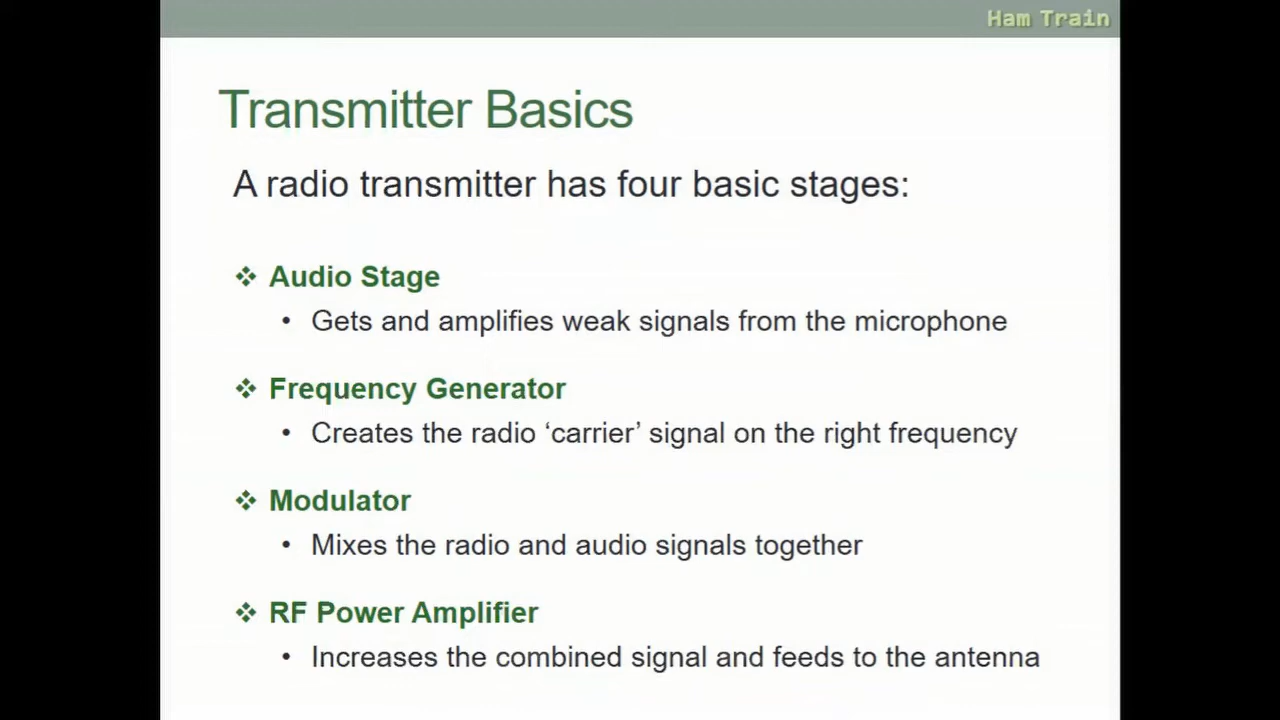 Ham Train
Transmitter Basics
A radio transmitter has four basic stages:
❖ Audio Stage
• Gets and amplifies weak signals from the microphone
❖ Frequency Generator
• Creates the radio ‘carrier’ signal on the right frequency
❖ Modulator
• Mixes the radio and audio signals together
❖ RF Power Amplifier
• Increases the combined signal and feeds to the antenna